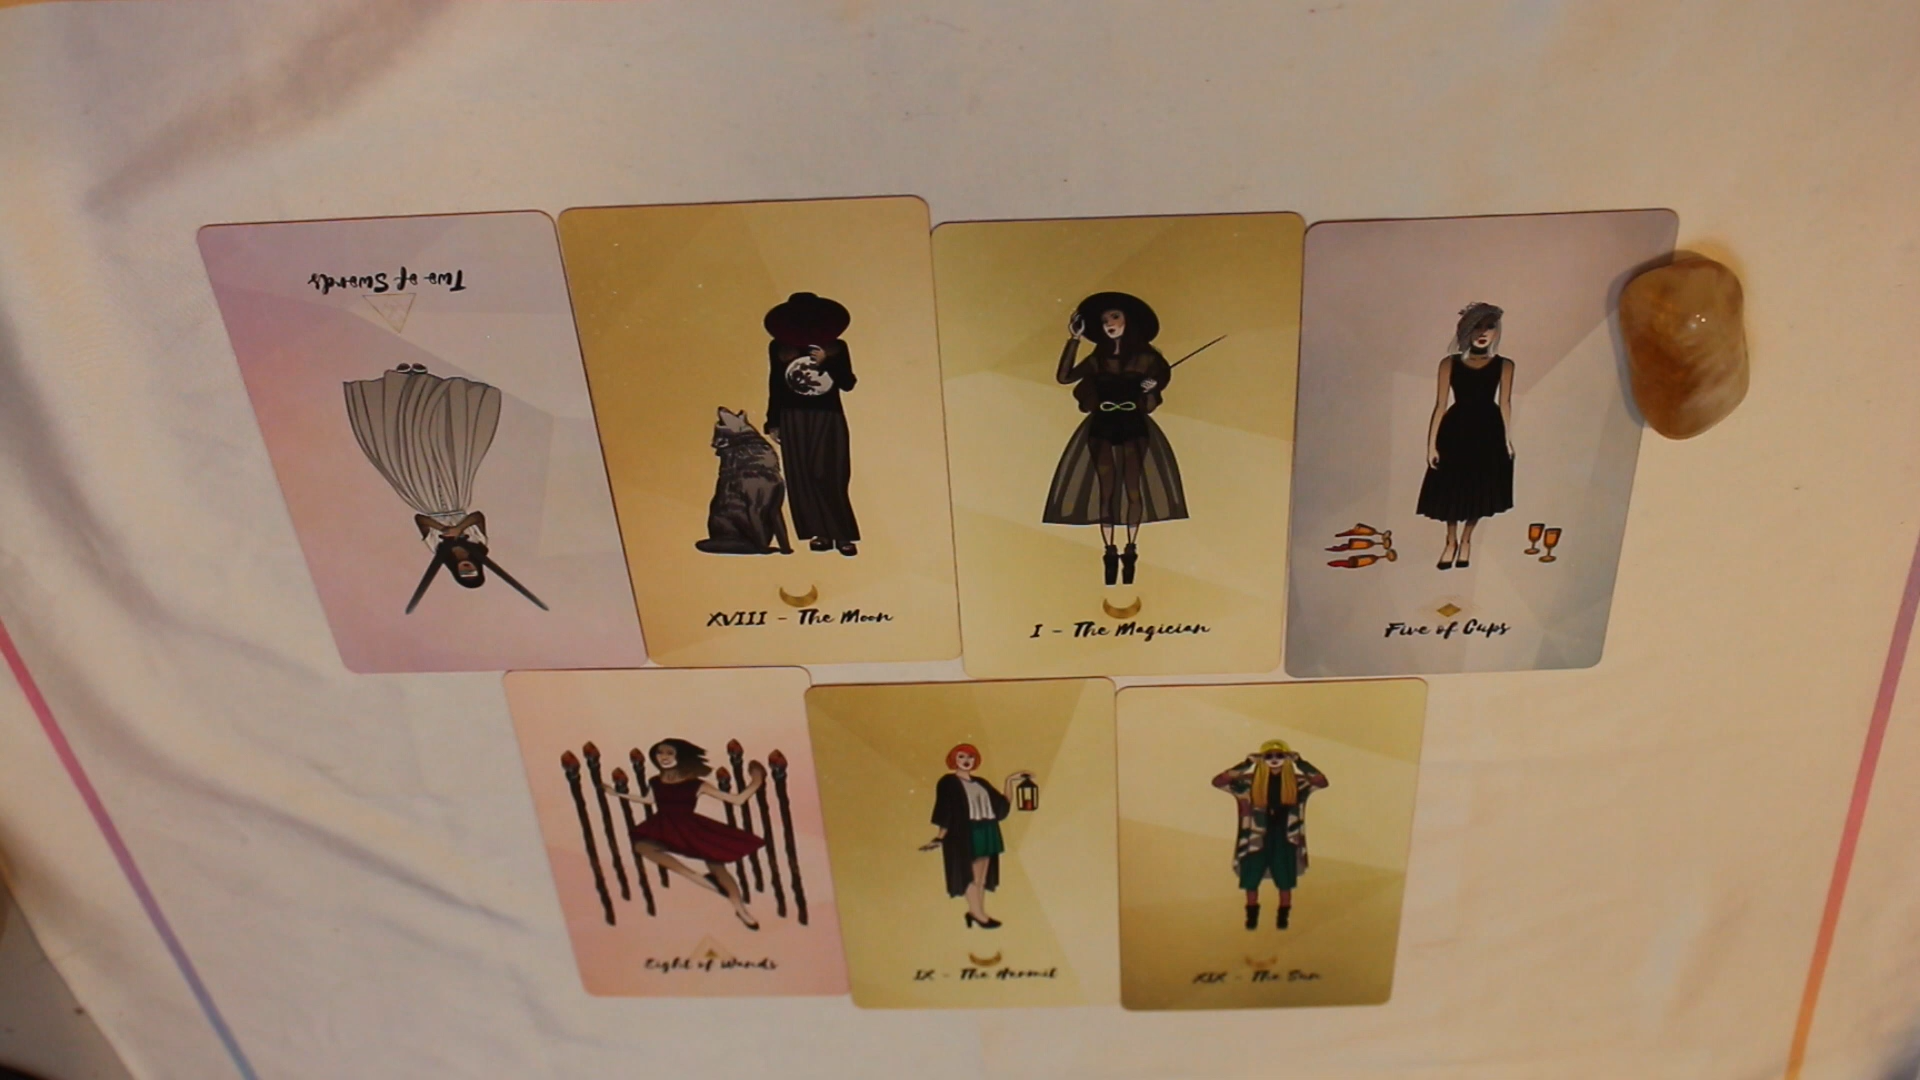 Two of Swords
XVIII - The Moon
I - The Magician
Five of Cups
Eight of Wands
IX - The Hermit
XIX - The Sun